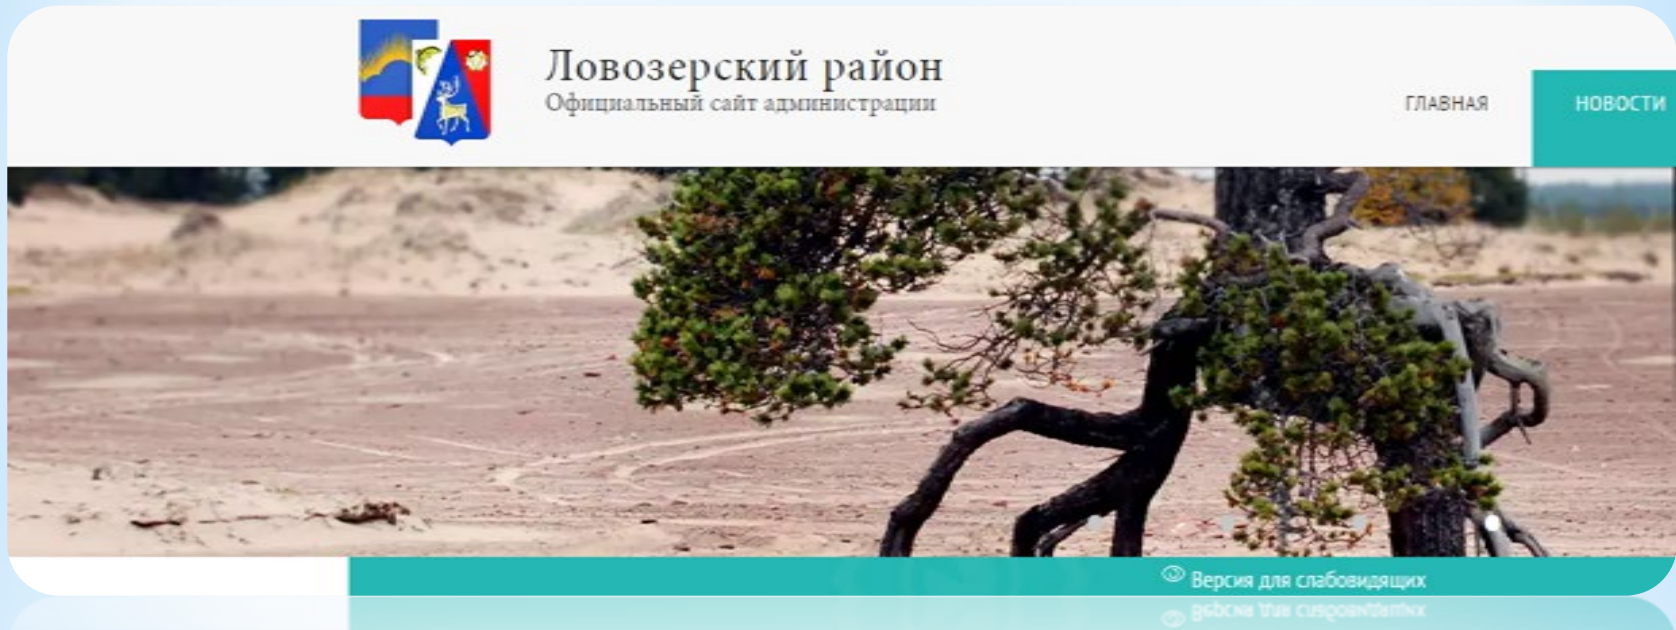 Ловозерский район
Официальный сайт администрации
ГЛАВНАЯ
НОВОСТИ
Версия для слабовидящих